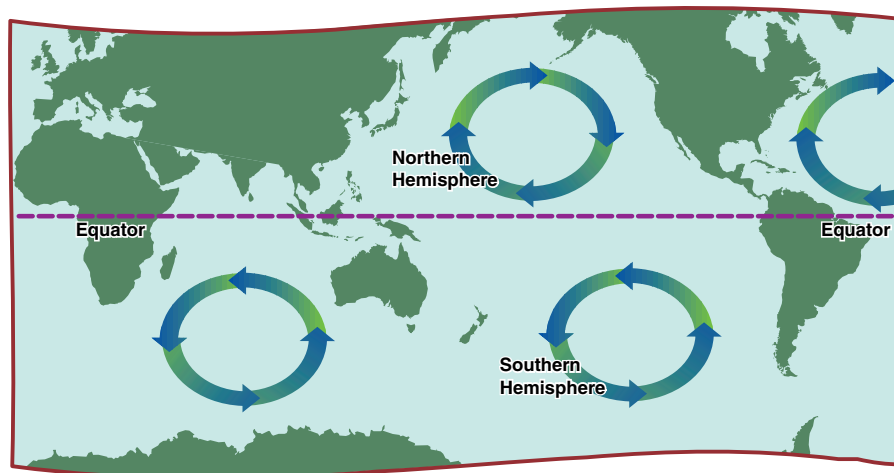 Northern
Hemisphere
Equator
Equator
Southern
Hemisphere